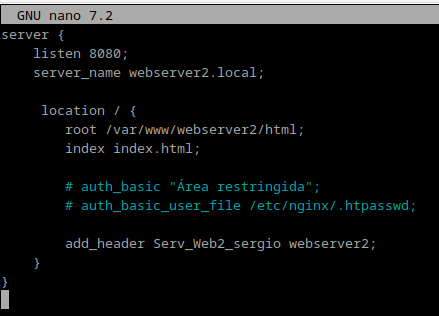 GNU nano 7.2
server {
    listen 8080;
    server_name webserver2.local;

     location / {
        root /var/www/webserver2/html;
        index index.html;

        # auth_basic "Área restringida";
        # auth_basic_user_file /etc/nginx/.htpasswd;

        add_header Serv_Web2_sergio webserver2;
    }
}